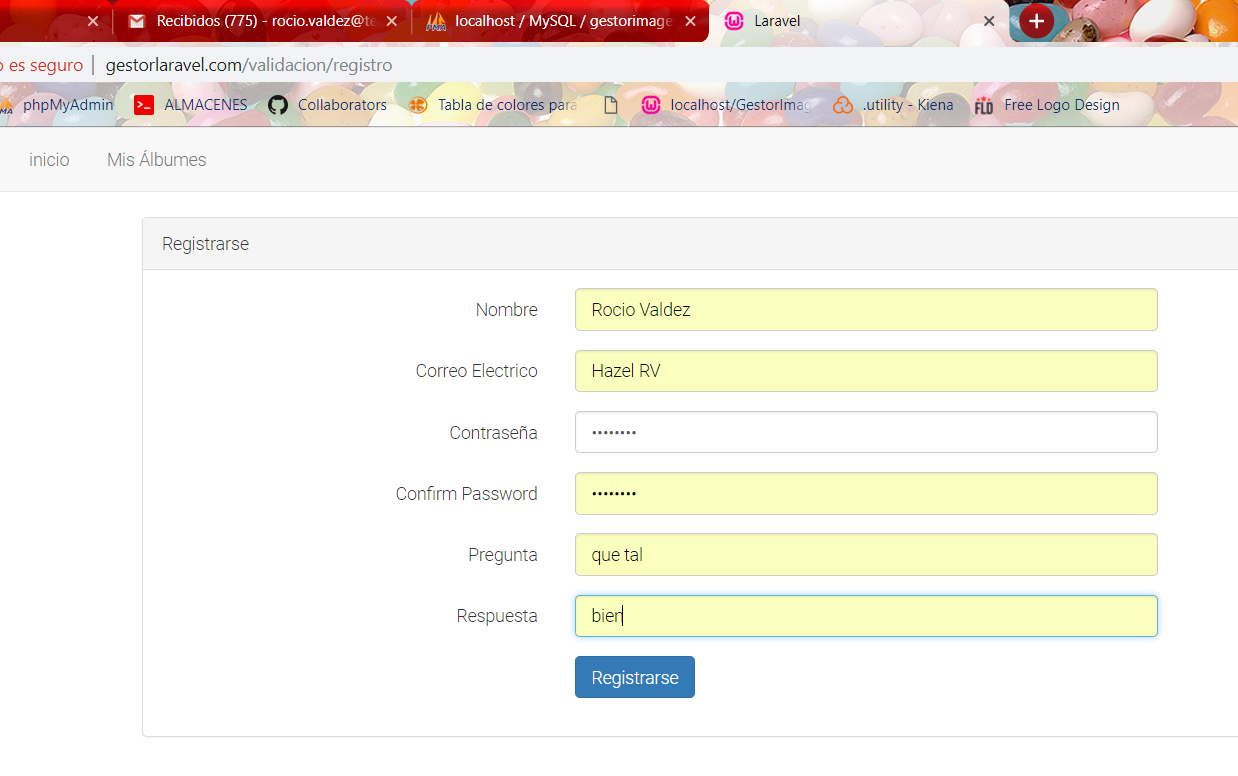 Recibidos (775) - rocio.valdez@te
localhost / MySQL / gestorimage
Laravel
o es seguro | gestorlaravel.com/validacion/registro
phpMyAdmin
ALMACENES
Collaborators
Tabla de colores para
localhost/GestorImag
.utility - Kiena
FLD Free Logo Design
inicio Mis Álbumes
Registrarse
Nombre Rocio Valdez
Correo Electrico Hazel RV
Contraseña ••••••••
Confirm Password ••••••••
Pregunta que tal
Respuesta bien
Registrarse